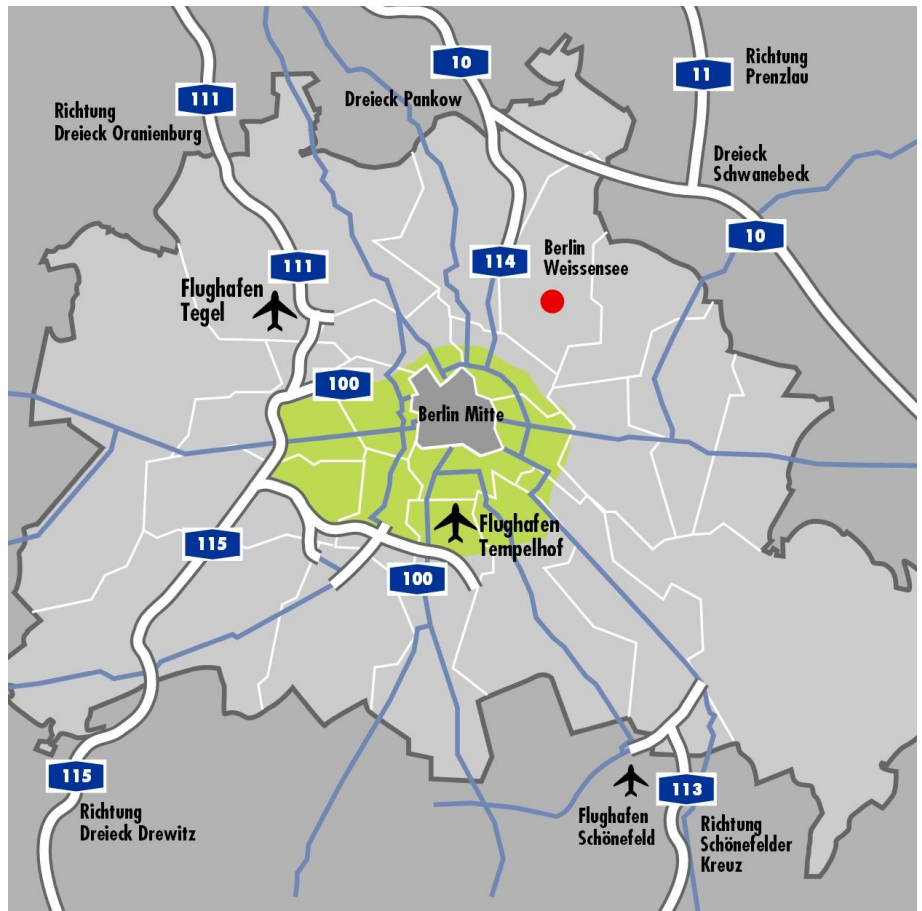 10
11
Richtung
Prenzlau
111
Dreieck Pankow
Richtung
Dreieck Oranienburg
Dreieck
Schwanebeck
10
Berlin
Weissensee
114
111
Flughafen
Tegel
100
Berlin Mitte
Flughafen
Tempelhof
115
100
115
Richtung
Dreieck Drewitz
Flughafen
Schönefeld
113
Richtung
Schönefelder
Kreuz